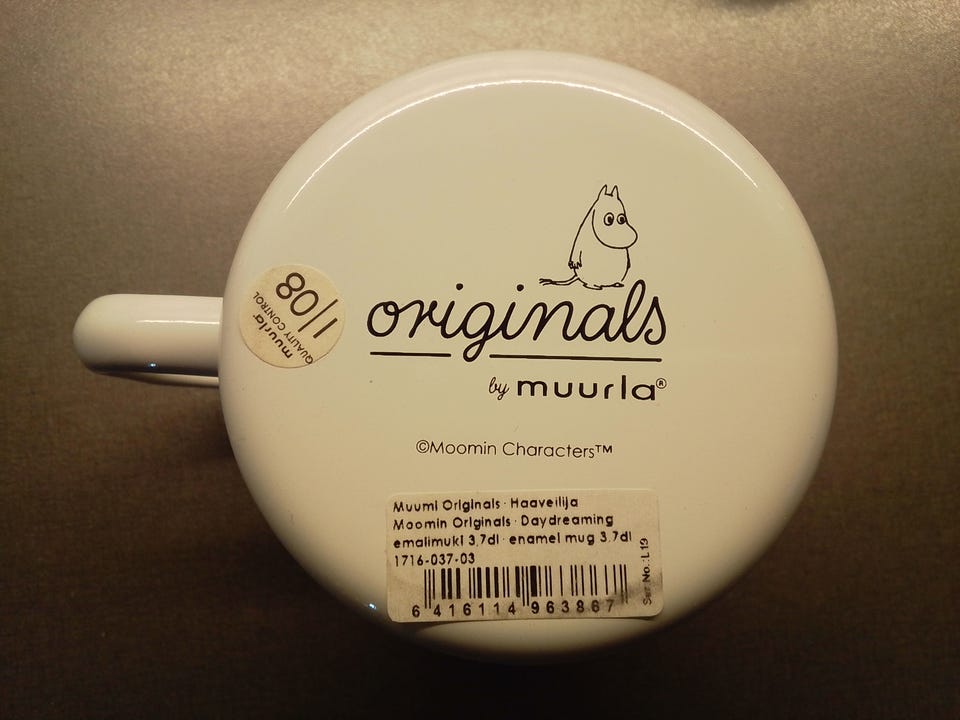 originals
by muurla®
©Moomin Characters™
muurla
QUALITY CONTROL
1/08
Muumi Originals · Haaveilija
Moomin Originals · Daydreaming
emalimuki 3.7dl · enamel mug 3.7dl
1716-037-03
6 416114 963867
Ser No.:L19